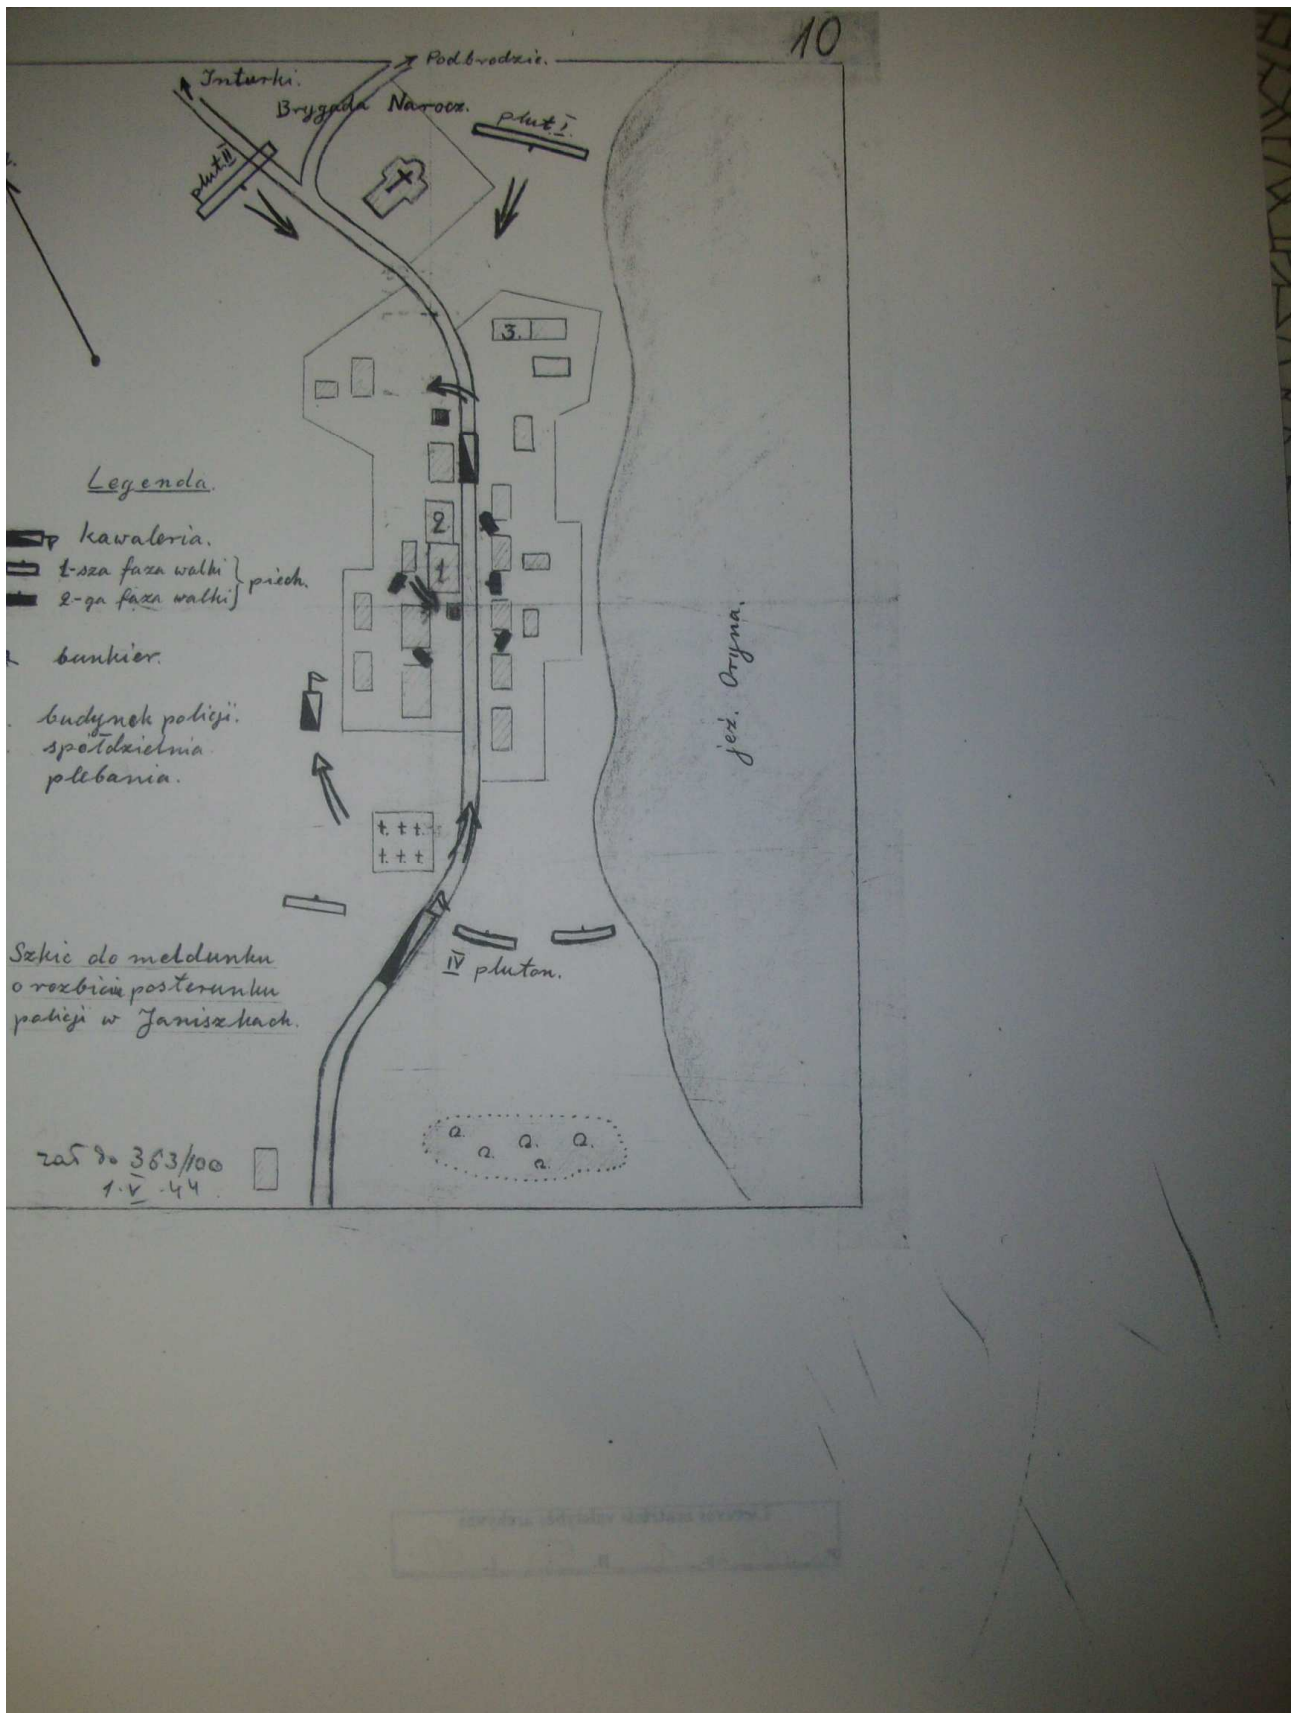 10
Podbrodzie.
Inturki.
Brygada Narocz.
plut. I.
plut. II
3.
2
1
Legenda.
kawaleria.
1-sza faza walki } piech.
2-ga faza walki
bunkier.
budynek policji.
spółdzielnia
plebania.
jez. Oryna.
IV pluton.
Szkic do meldunku
o rozbiciu posterunku
policji w Janiszkach.
zał do 363/100
1.V.44